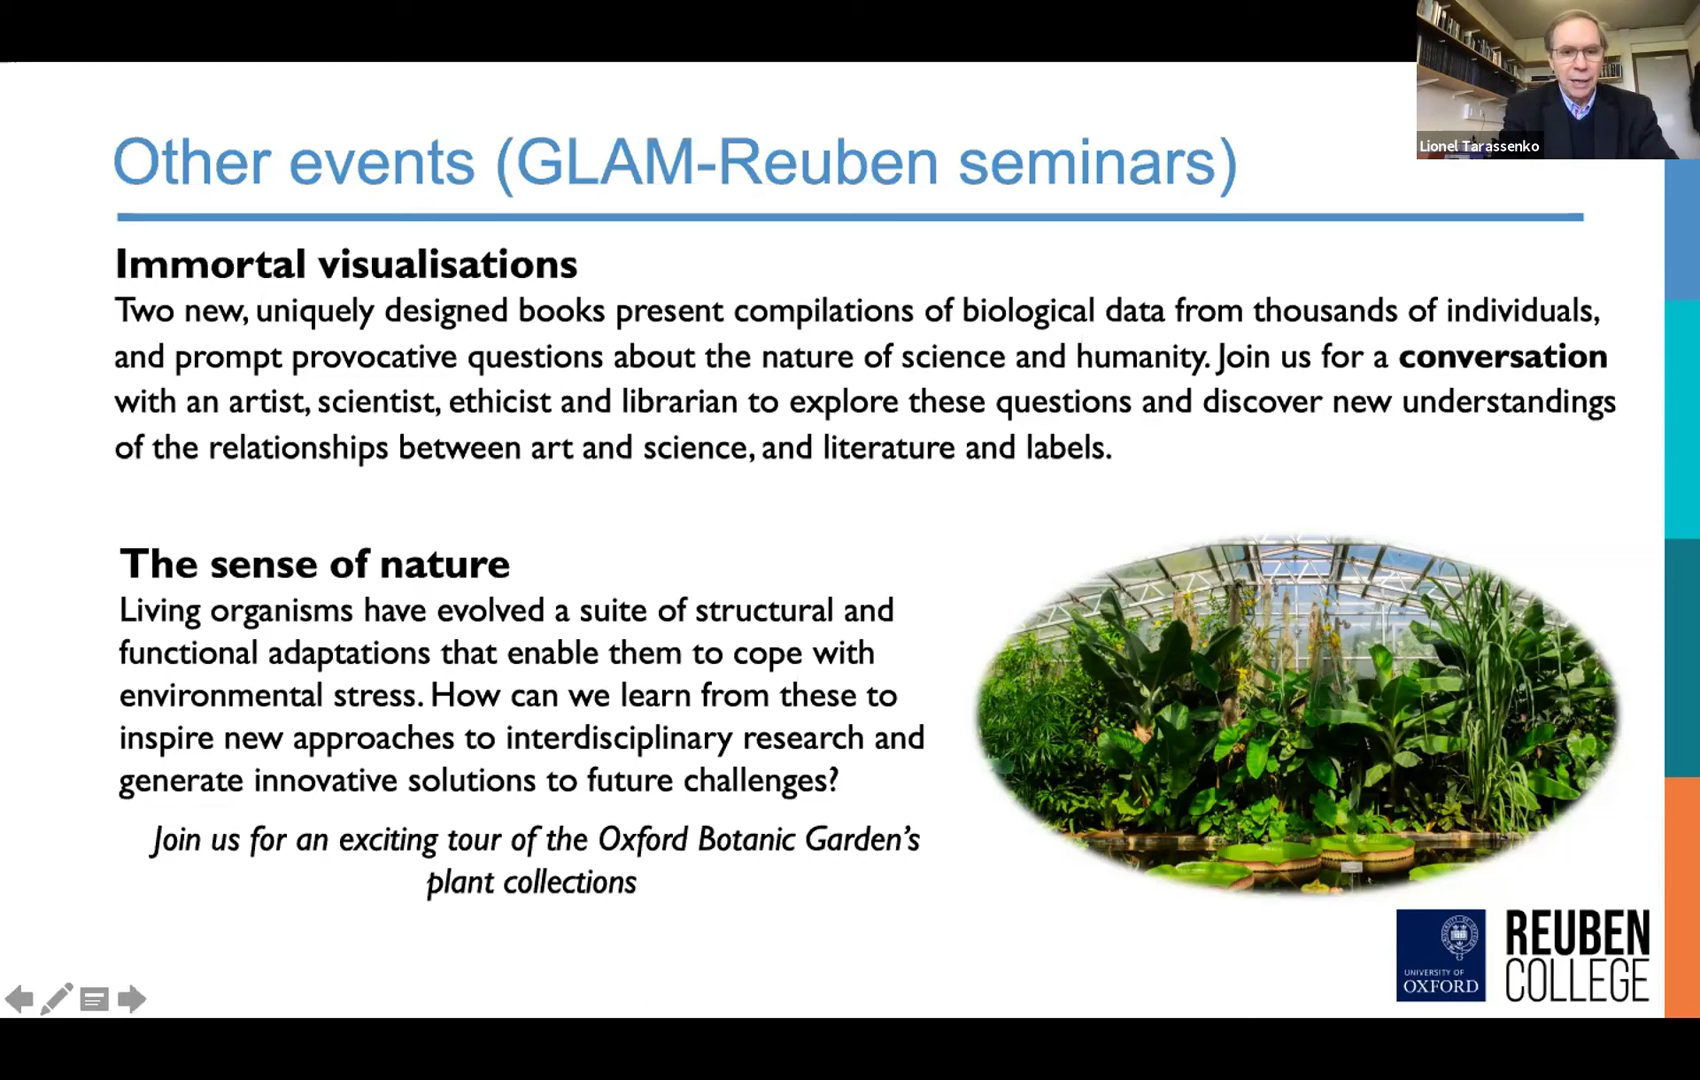 Lionel Tarassenko
Other events (GLAM-Reuben seminars)
Immortal visualisations
Two new, uniquely designed books present compilations of biological data from thousands of individuals,
and prompt provocative questions about the nature of science and humanity. Join us for a conversation
with an artist, scientist, ethicist and librarian to explore these questions and discover new understandings
of the relationships between art and science, and literature and labels.
The sense of nature
Living organisms have evolved a suite of structural and
functional adaptations that enable them to cope with
environmental stress. How can we learn from these to
inspire new approaches to interdisciplinary research and
generate innovative solutions to future challenges?
Join us for an exciting tour of the Oxford Botanic Garden's
plant collections
UNIVERSITY OF
OXFORD
REUBEN
COLLEGE